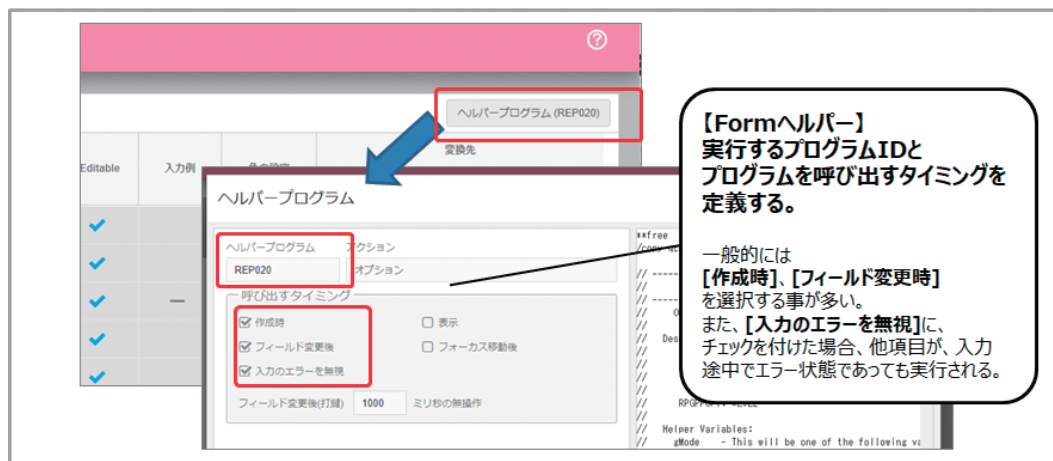 ヘルパープログラム (REP020)
Editable
入力例
変換先
ヘルパープログラム
ヘルパープログラム
アクション
REP020
オプション
呼び出すタイミング
作成時
表示
フィールド変更後
フォーカス移動後
入力のエラーを無視
フィールド変更後(打鍵)
1000
ミリ秒の無操作
**free
/copy
// Helper Variables:
// gMode - This will be one of the following va
【Formヘルパー】
実行するプログラムIDと
プログラムを呼び出すタイミングを
定義する。
一般的には
[作成時]、[フィールド変更時]
を選択する事が多い。
また、[入力のエラーを無視]に、
チェックを付けた場合、他項目が、入力
途中でエラー状態であっても実行される。